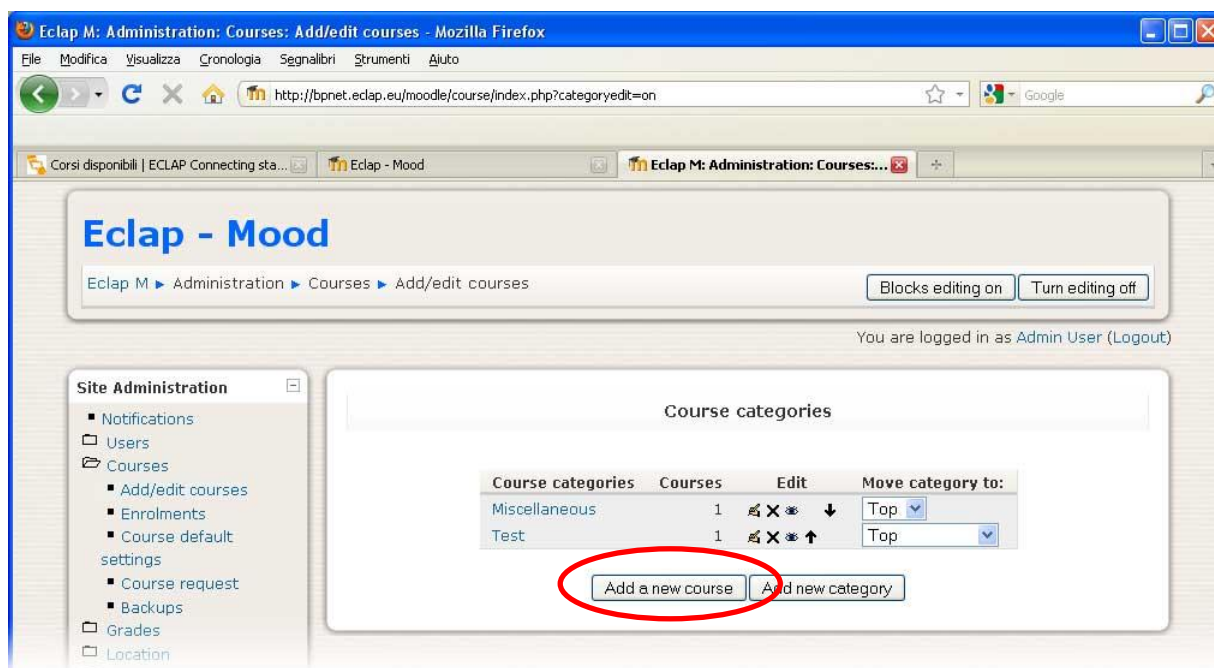 Eclap M: Administration: Courses: Add/edit courses - Mozilla Firefox
File Modifica Visualizza Cronologia Segnalibri Strumenti Aiuto
http://bpnet.eclap.eu/moodle/course/index.php?categoryedit=on Google
Corsi disponibili | ECLAP Connecting sta... Eclap - Mood Eclap M: Administration: Courses:...
Eclap - Mood
Eclap M ► Administration ► Courses ► Add/edit courses Blocks editing on Turn editing off
You are logged in as Admin User (Logout)
Site Administration
Notifications
Users
Courses
Add/edit courses
Enrolments
Course default
settings
Course request
Backups
Grades
Location
Course categories
Course categories Courses Edit Move category to:
Miscellaneous 1 Top
Test 1 Top
Add a new course Add new category